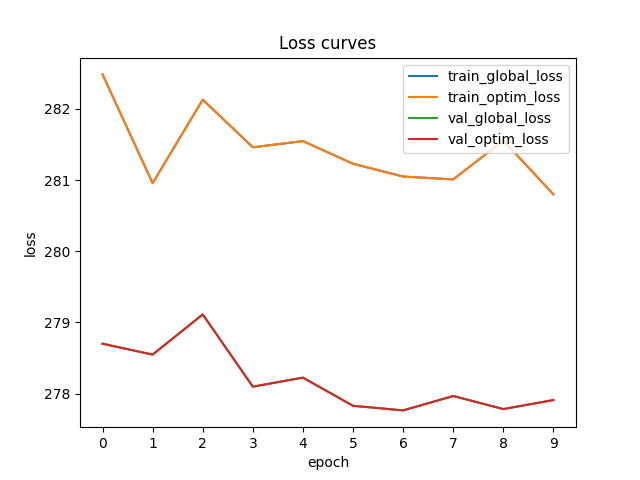 Loss curves
train_global_loss
train_optim_loss
val_global_loss
val_optim_loss
282
281
280
279
278
loss
0 1 2 3 4 5 6 7 8 9
epoch